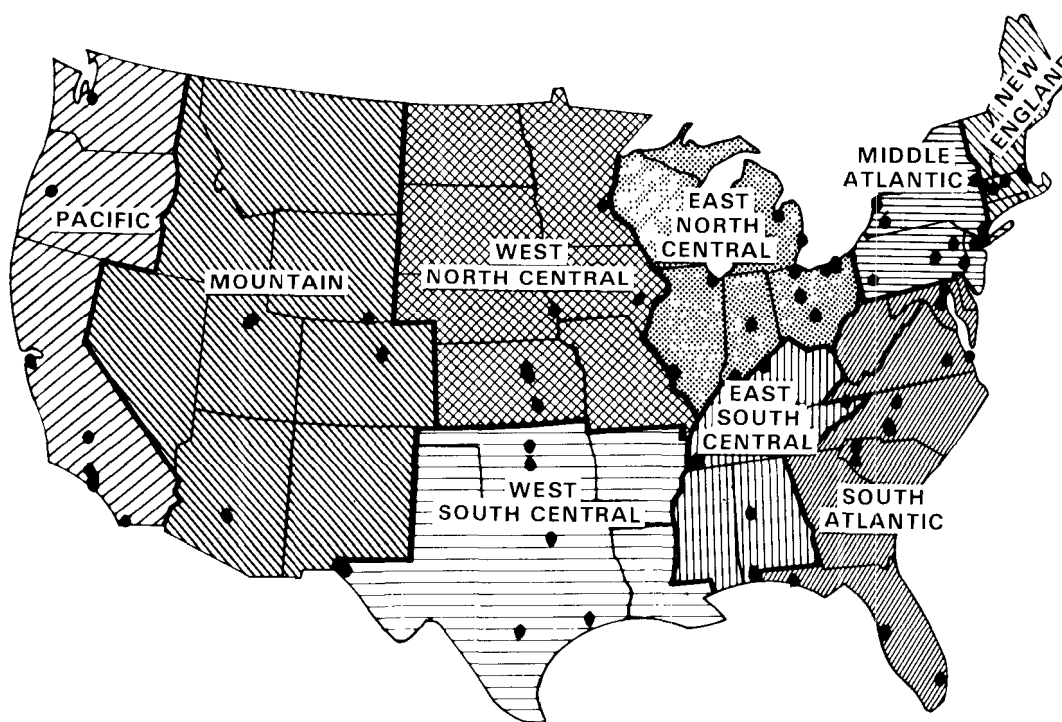 NEW
ENGLAND
MIDDLE
ATLANTIC
EAST
NORTH
CENTRAL
PACIFIC
WEST
NORTH CENTRAL
MOUNTAIN
EAST
SOUTH
CENTRAL
WEST
SOUTH CENTRAL
SOUTH
ATLANTIC